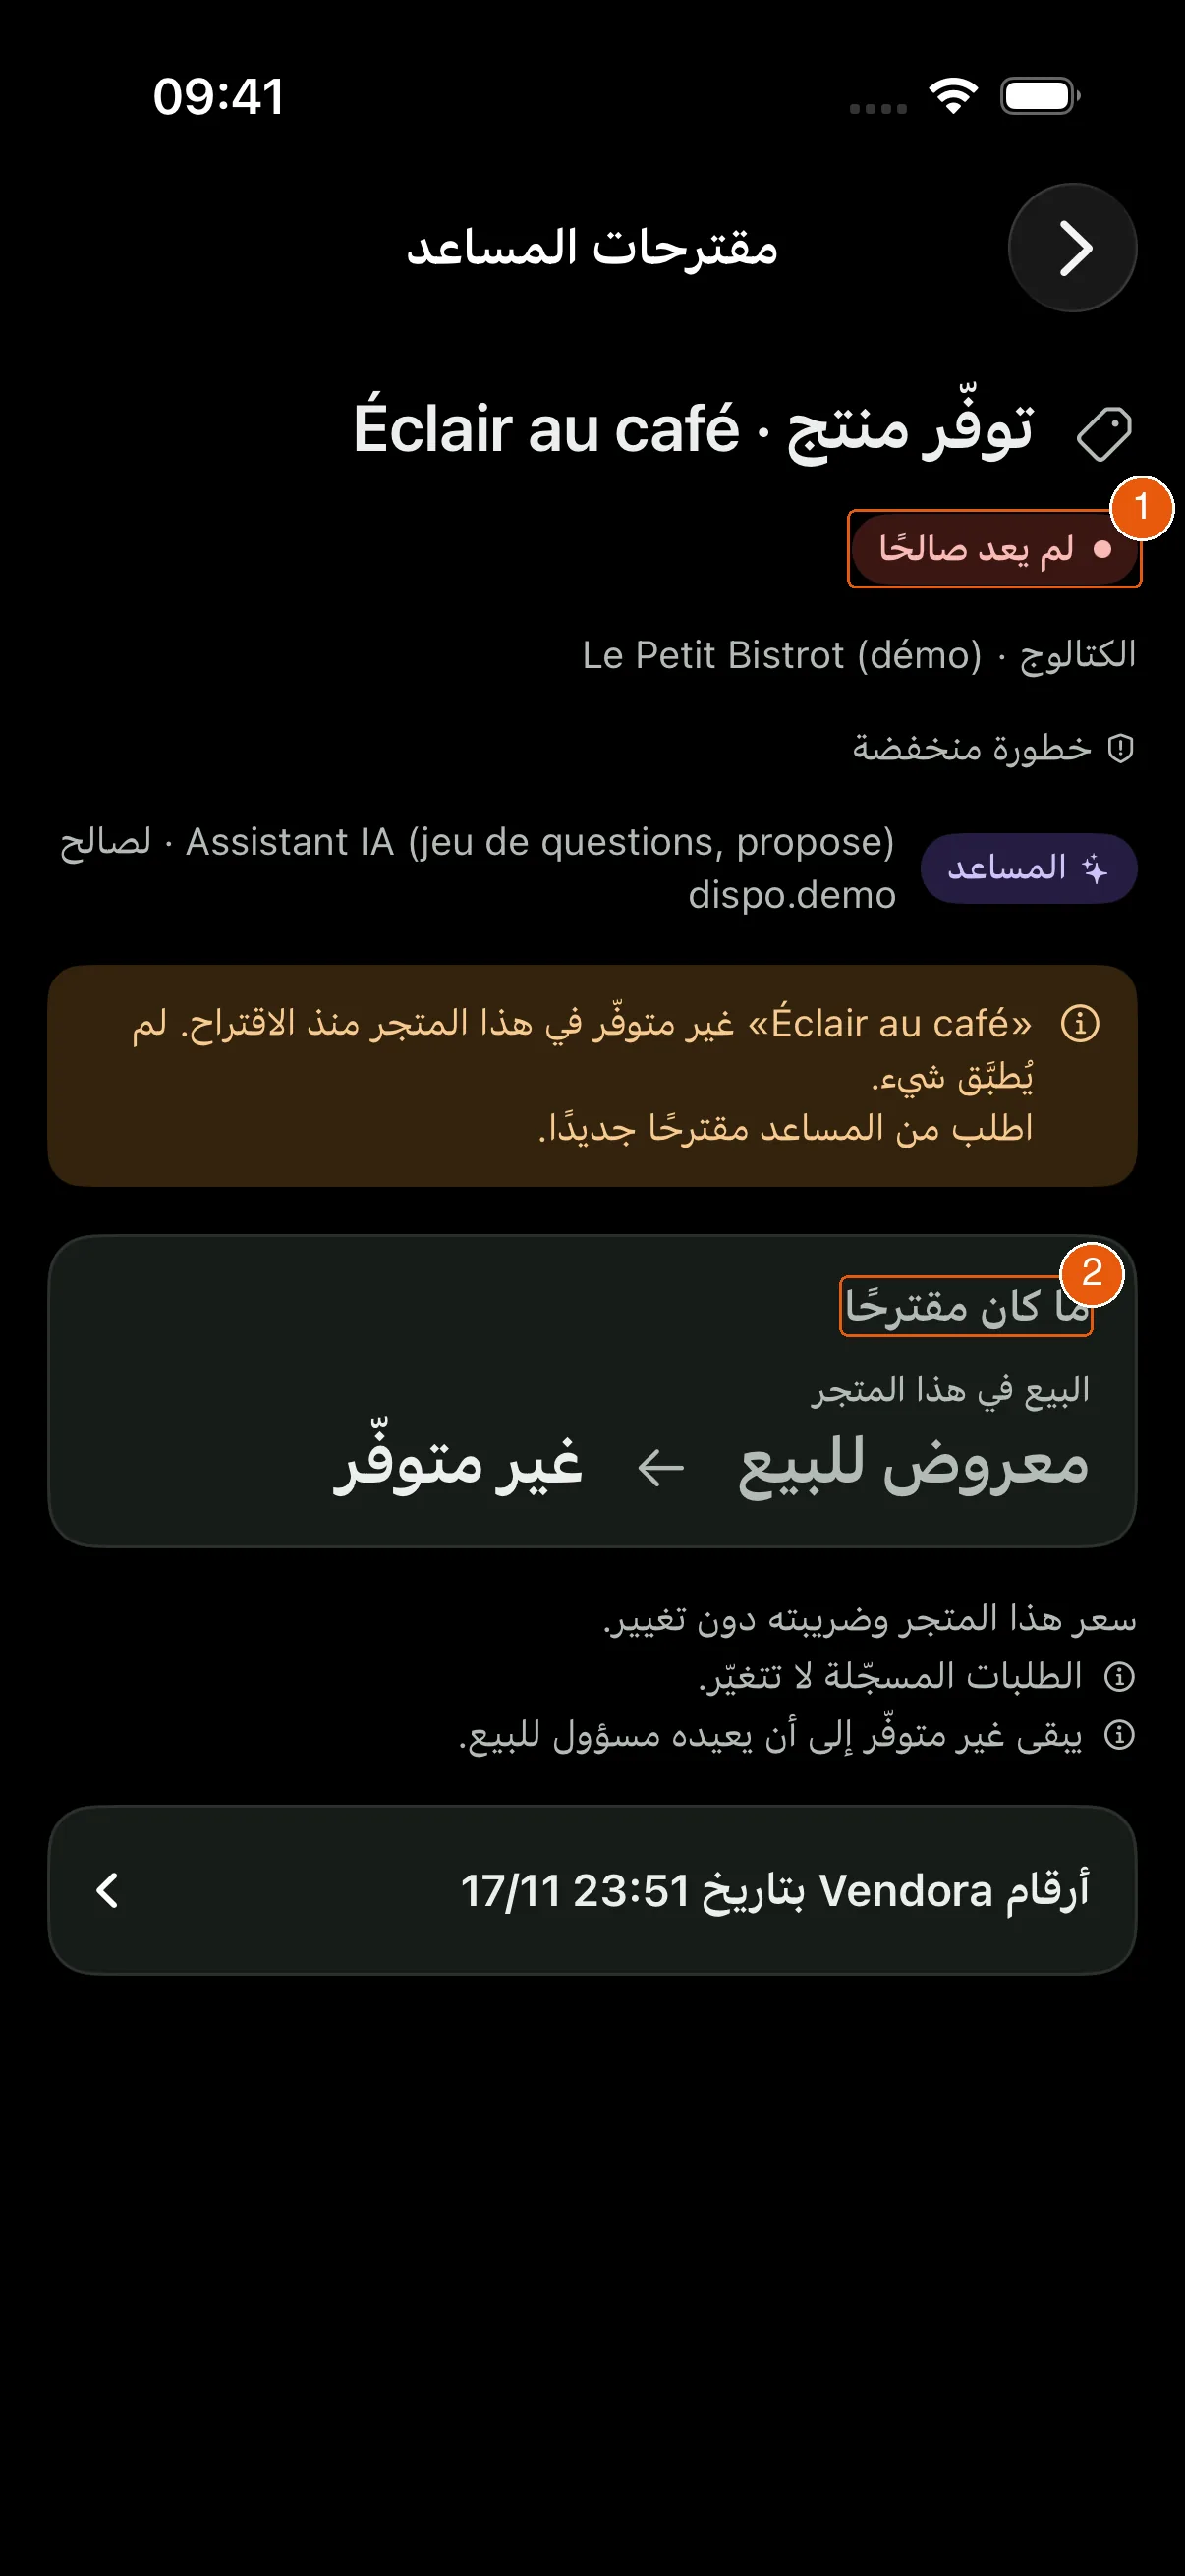 09:41
مقترحات المساعد
توفّر منتج · Éclair au café
1
لم يعد صالحًا
الكتالوج · Le Petit Bistrot (démo)
خطورة منخفضة
المساعد
Assistant IA (jeu de questions, propose) · لصالح
dispo.demo
«Éclair au café» غير متوفّر في هذا المتجر منذ الاقتراح. لم
يُطبَّق شيء.
اطلب من المساعد مقترحًا جديدًا.
2
ما كان مقترحًا
البيع في هذا المتجر
معروض للبيع ← غير متوفّر
سعر هذا المتجر وضريبته دون تغيير.
الطلبات المسجّلة لا تتغيّر.
يبقى غير متوفّر إلى أن يعيده مسؤول للبيع.
أرقام Vendora بتاريخ 23:51 17/11